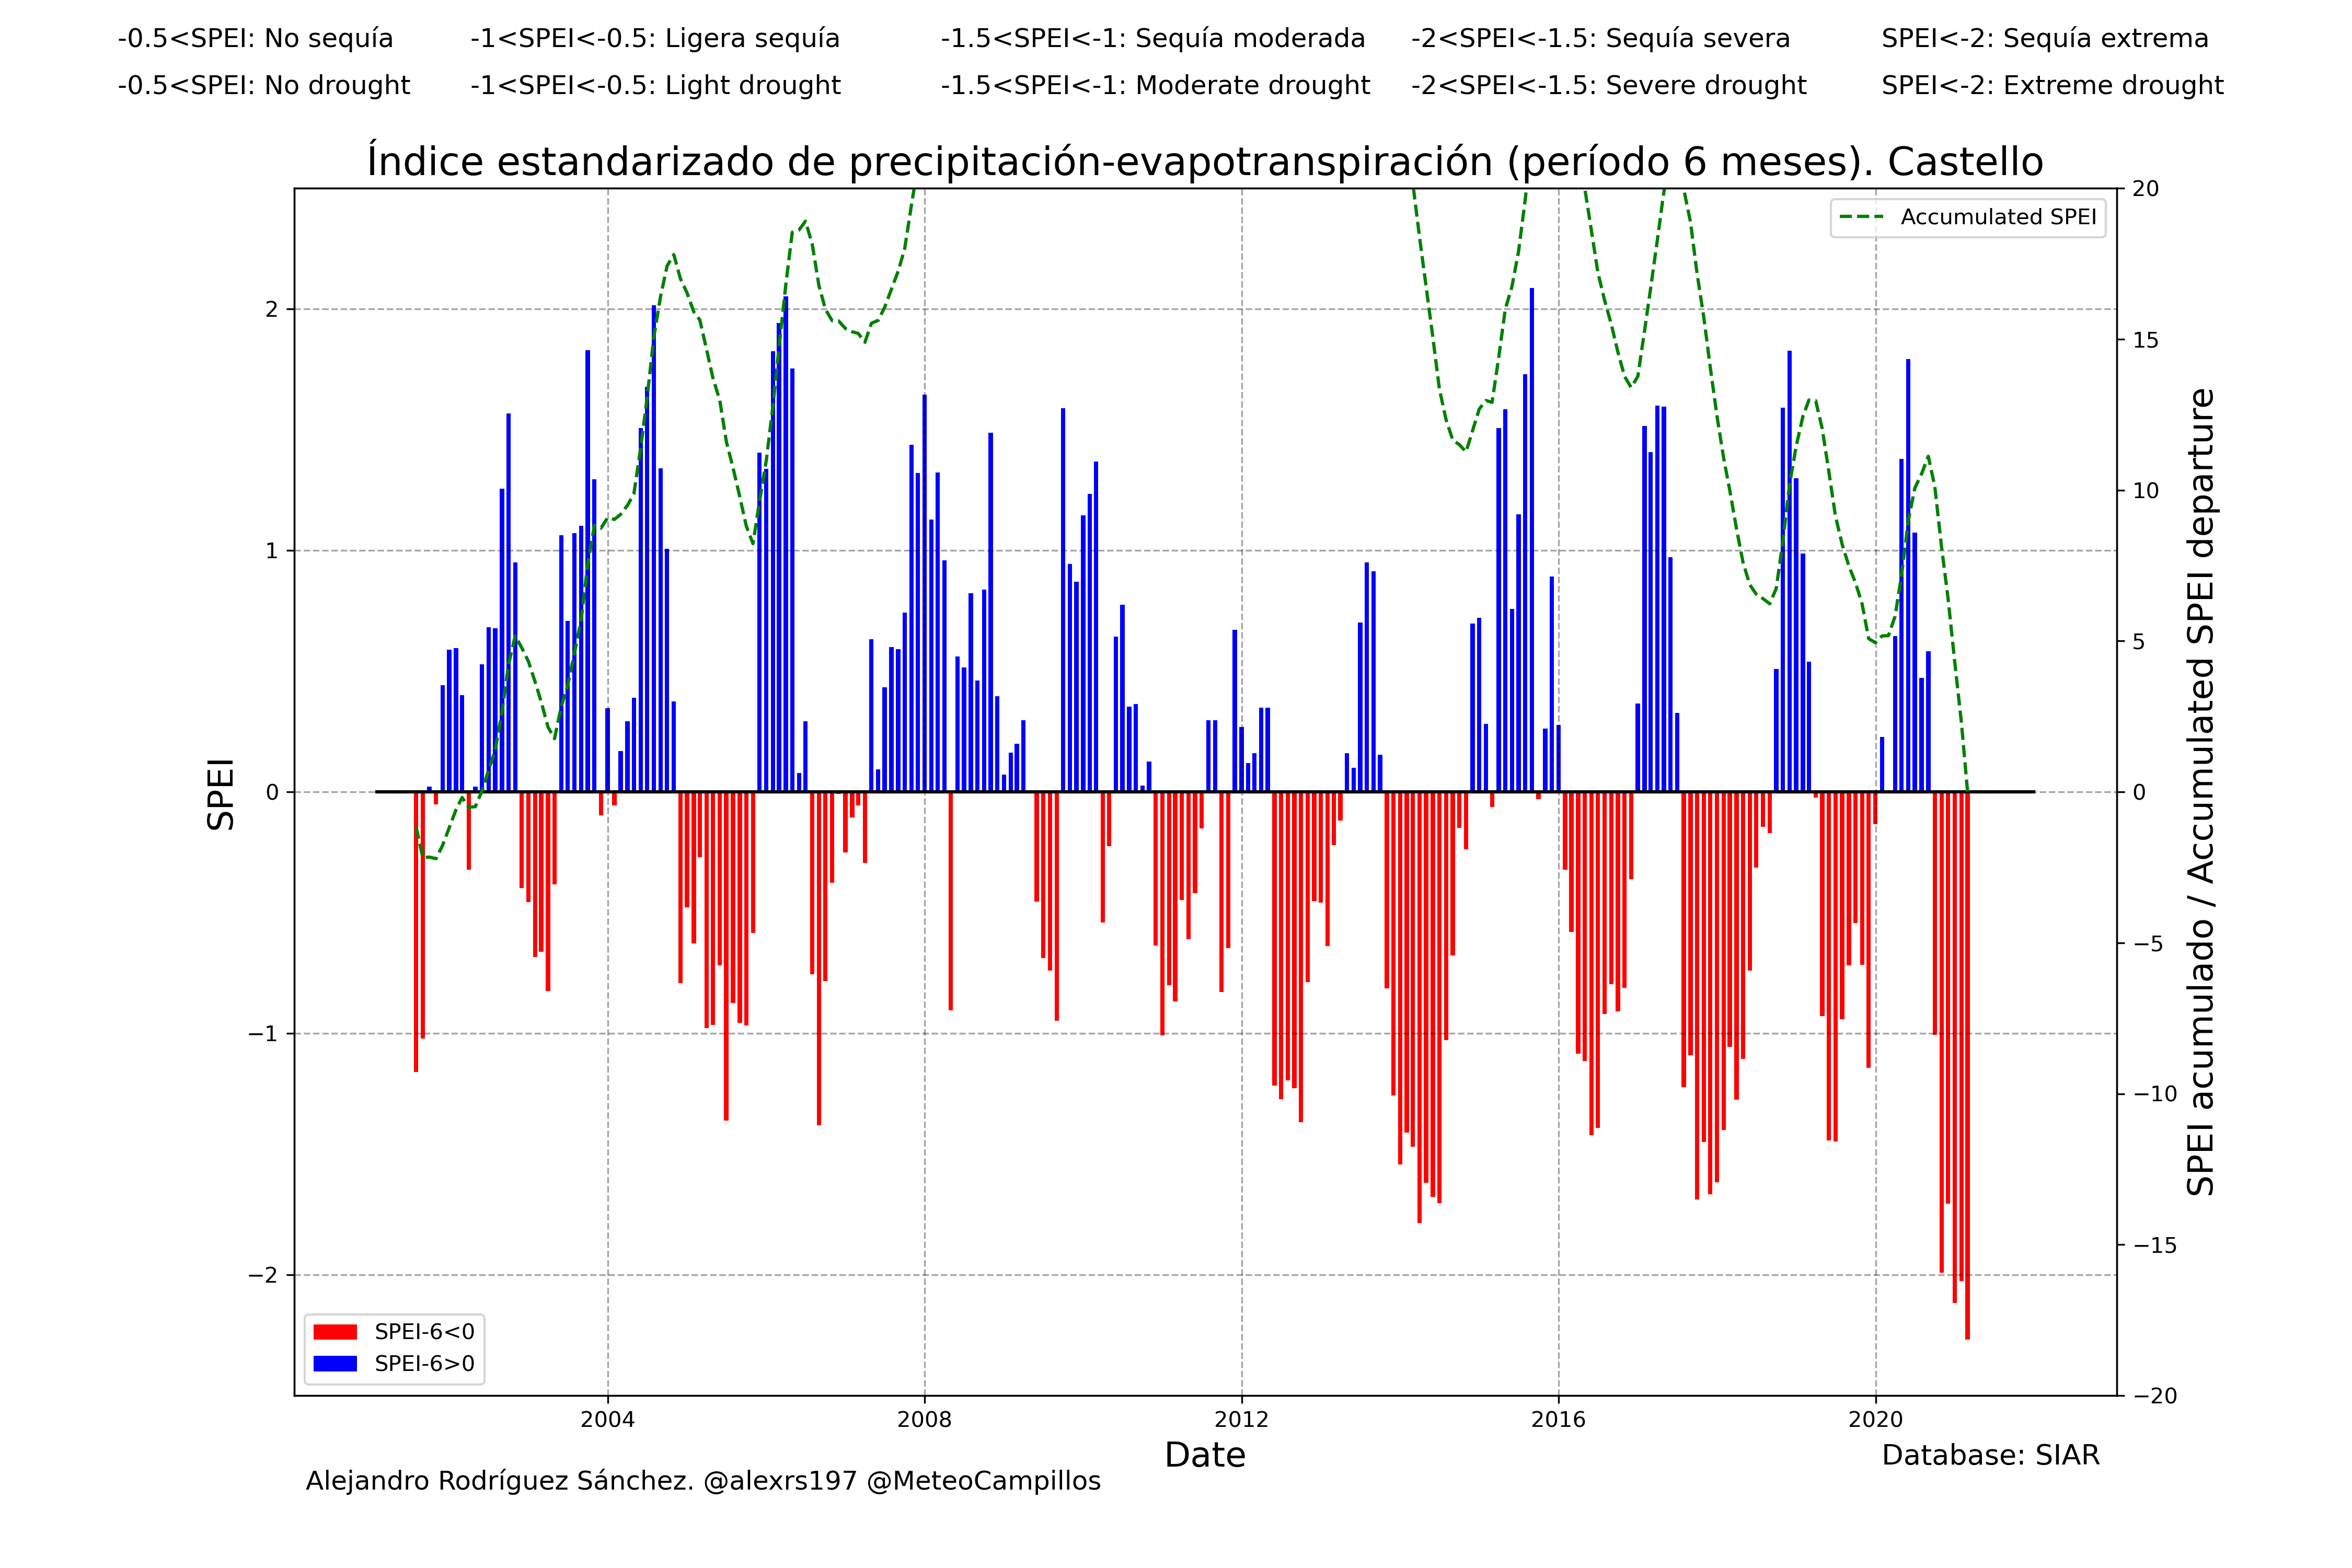 -0.5<SPEI: No sequía -1<SPEI<-0.5: Ligera sequía -1.5<SPEI<-1: Sequía moderada -2<SPEI<-1.5: Sequía severa SPEI<-2: Sequía extrema
-0.5<SPEI: No drought -1<SPEI<-0.5: Light drought -1.5<SPEI<-1: Moderate drought -2<SPEI<-1.5: Severe drought SPEI<-2: Extreme drought
Índice estandarizado de precipitación-evapotranspiración (período 6 meses). Castello
Accumulated SPEI
SPEI
2
1
0
−1
−2
20
15
10
5
0
−5
−10
−15
−20
SPEI acumulado / Accumulated SPEI departure
SPEI-6<0
SPEI-6>0
2004 2008 2012 2016 2020
Date
Database: SIAR
Alejandro Rodríguez Sánchez. @alexrs197 @MeteoCampillos